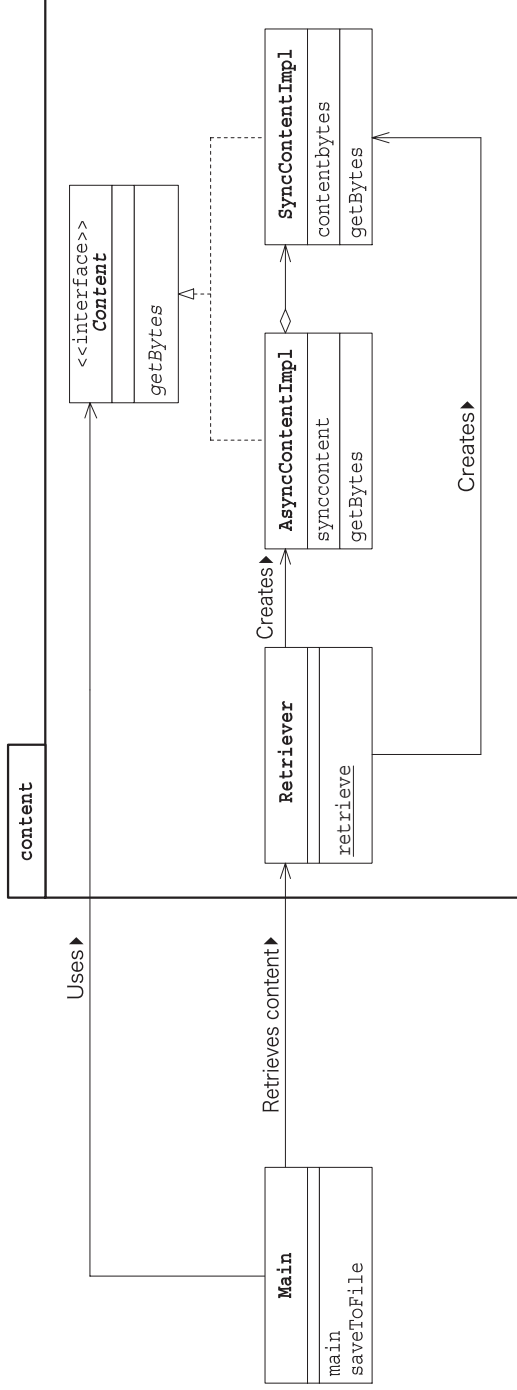 content
Uses▶
<<interface>>
Content
getBytes
Main
main
saveToFile
Retrieves content▶
Retriever
retrieve
Creates▶
AsyncContentImpl
synccontent
getBytes
SyncContentImpl
contentbytes
getBytes
Creates▶